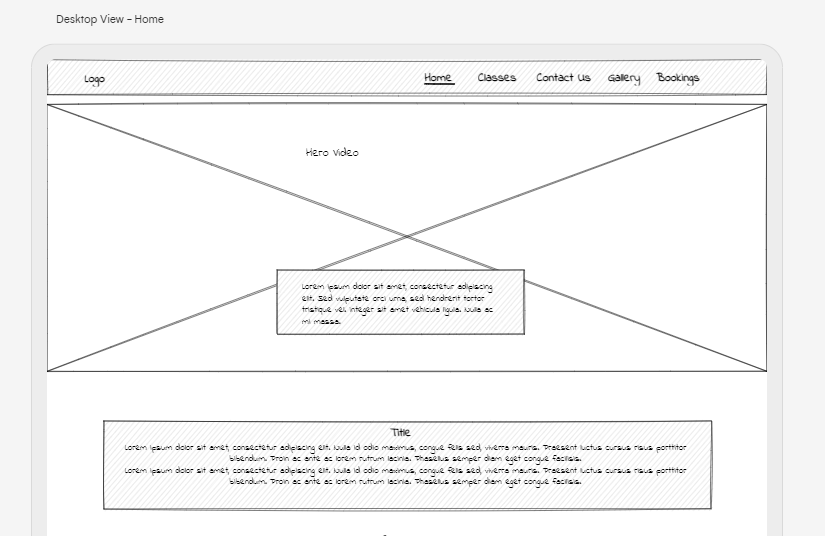 Desktop View – Home
Logo Home Classes Contact Us Gallery Bookings
Hero Video
Lorem ipsum dolor sit amet, consectetur adipiscing
elit. Sed vulputate orci urna, sed hendrerit tortor
tristique vel. Integer sit amet vehicula ligula. Nulla ac
mi massa.
Title
Lorem ipsum dolor sit amet, consectetur adipiscing elit. Nulla id odio maximus, congue felis sed, viverra mauris. Praesent luctus cursus risus porttitor
bibendum. Proin ac ante ac lorem rutrum lacinia. Phasellus semper diam eget congue facilisis.
Lorem ipsum dolor sit amet, consectetur adipiscing elit. Nulla id odio maximus, congue felis sed, viverra mauris. Praesent luctus cursus risus porttitor
bibendum. Proin ac ante ac lorem rutrum lacinia. Phasellus semper diam eget congue facilisis.